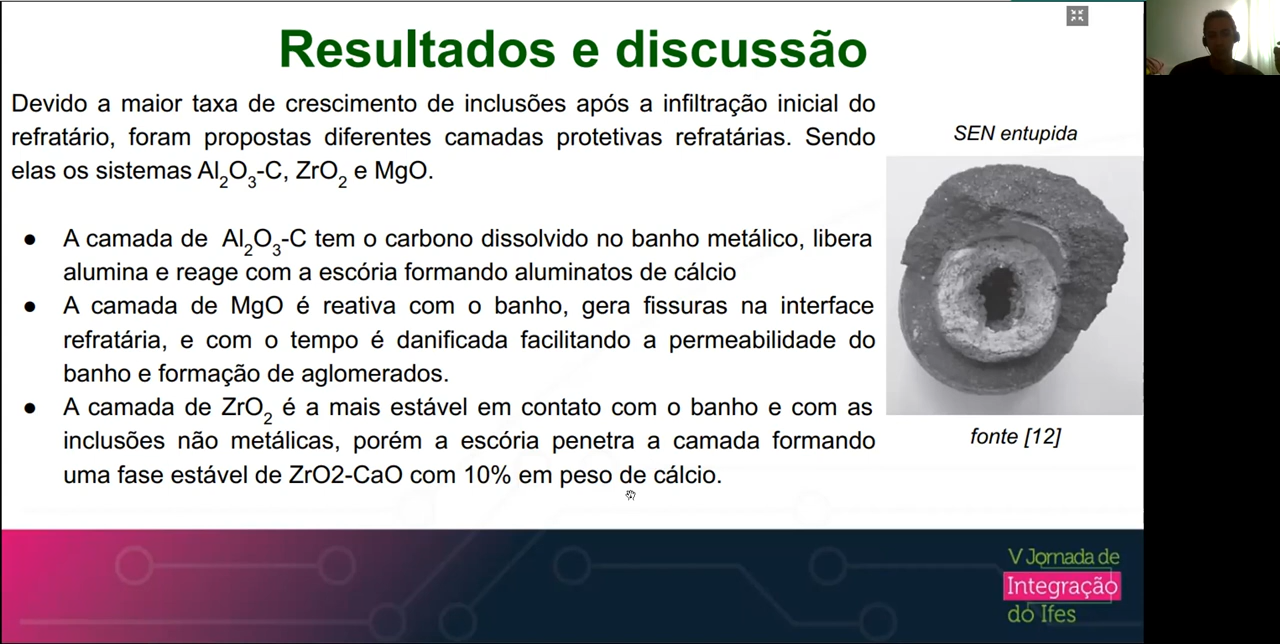 Resultados e discussão
Devido a maior taxa de crescimento de inclusões após a infiltração inicial do
refratário, foram propostas diferentes camadas protetivas refratárias. Sendo
elas os sistemas Al₂O₃-C, ZrO₂ e MgO.
● A camada de Al₂O₃-C tem o carbono dissolvido no banho metálico, libera
alumina e reage com a escória formando aluminatos de cálcio
● A camada de MgO é reativa com o banho, gera fissuras na interface
refratária, e com o tempo é danificada facilitando a permeabilidade do
banho e formação de aglomerados.
● A camada de ZrO₂ é a mais estável em contato com o banho e com as
inclusões não metálicas, porém a escória penetra a camada formando
uma fase estável de ZrO2-CaO com 10% em peso de cálcio.
SEN entupida
fonte [12]
V Jornada de
Integração
do Ifes